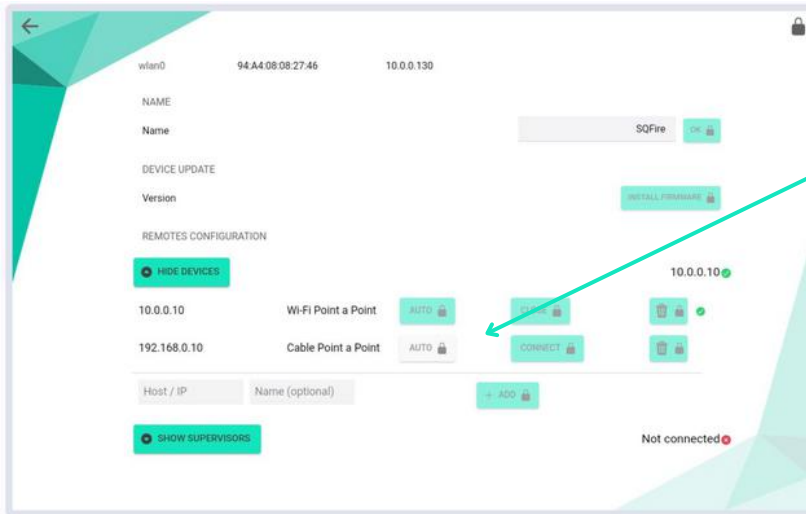 wlan0 94:A4:08:08:27:46 10.0.0.130
NAME
Name SQFire OK
DEVICE UPDATE
Version INSTALL FIRMWARE
REMOTES CONFIGURATION
HIDE DEVICES 10.0.0.10
10.0.0.10 Wi-Fi Point a Point AUTO CLOSE
192.168.0.10 Cable Point a Point AUTO CONNECT
Host / IP Name (optional) + ADD
SHOW SUPERVISORS Not connected